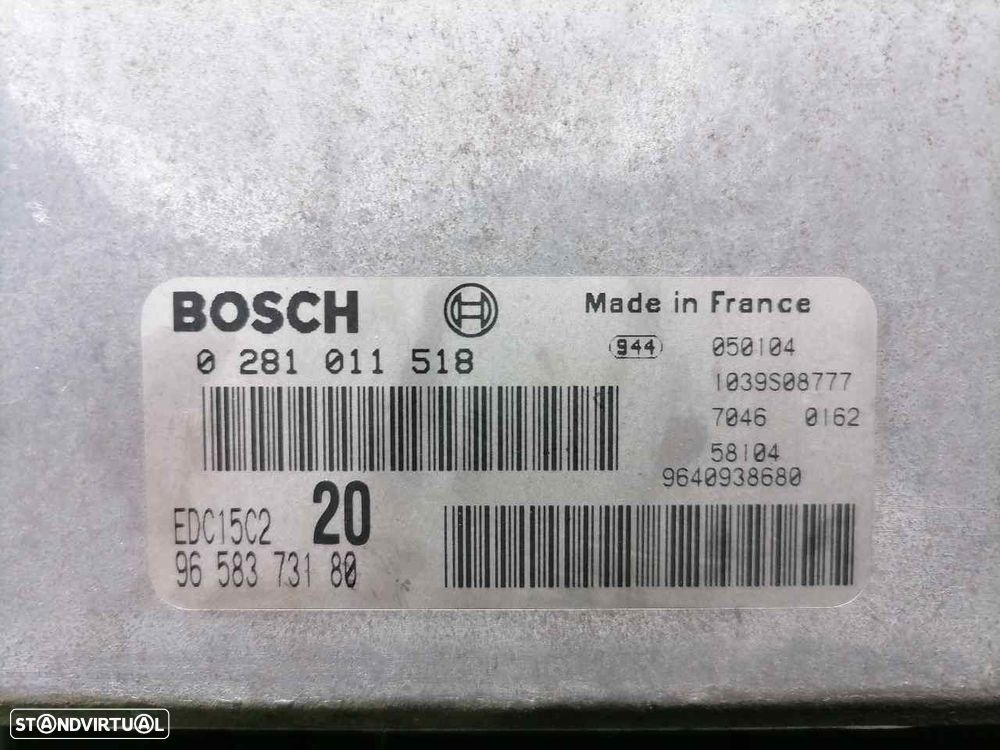 BOSCH
Made in France
0 281 011 518
944
050104
1039S08777
7046 0162
58104
9640938680
EDC15C2
20
96 583 731 80
STANDVIRTUAL